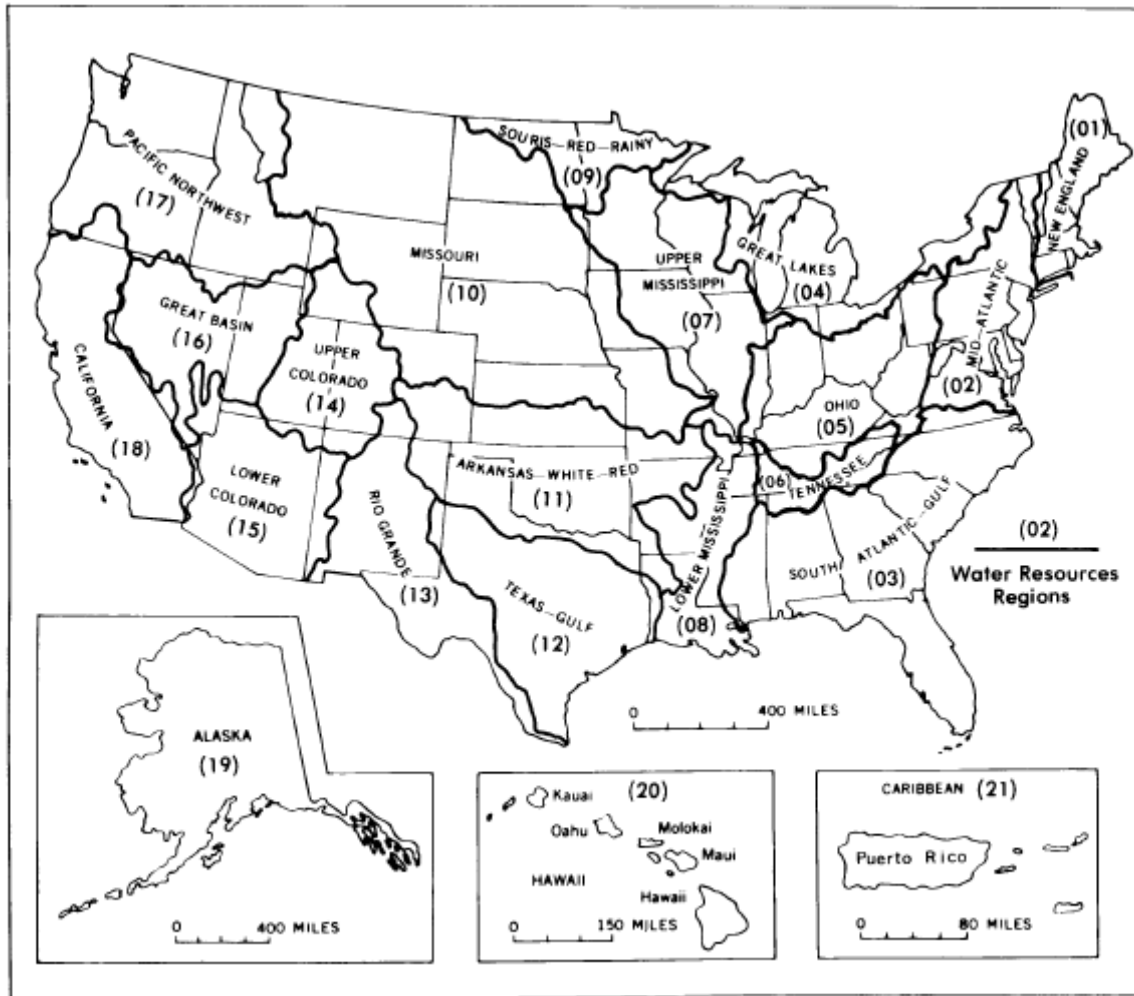 PACIFIC NORTHWEST
(17)
SOURIS-RED-RAINY
(09)
(01)
NEW ENGLAND
MISSOURI
(10)
UPPER
MISSISSIPPI
(07)
GREAT LAKES
(04)
MID-ATLANTIC
(02)
GREAT BASIN
(16)
UPPER
COLORADO
(14)
CALIFORNIA
(18)
OHIO
(05)
LOWER
COLORADO
(15)
ARKANSAS-WHITE-RED
(11)
(06)
TENNESSEE
RIO GRANDE
(13)
TEXAS-GULF
(12)
LOWER MISSISSIPPI
(08)
SOUTH ATLANTIC-GULF
(03)
(02)
Water Resources
Regions
0 400 MILES
ALASKA
(19)
0 400 MILES
(20)
Kauai
Oahu
Molokai
Maui
HAWAII
Hawaii
0 150 MILES
CARIBBEAN (21)
Puerto Rico
0 80 MILES